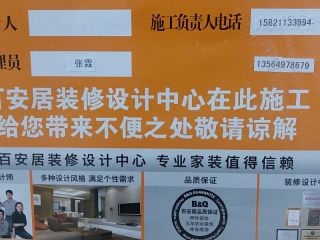 人 施工负责人电话 15821133594
理员 张霖 13564978679
百安居装修设计中心在此施工
给您带来不便之处敬请谅解
百安居装修设计中心 专业家装值得信赖
计师 多种设计风格 满足个性需求 品质保证 装修设计中
B&Q